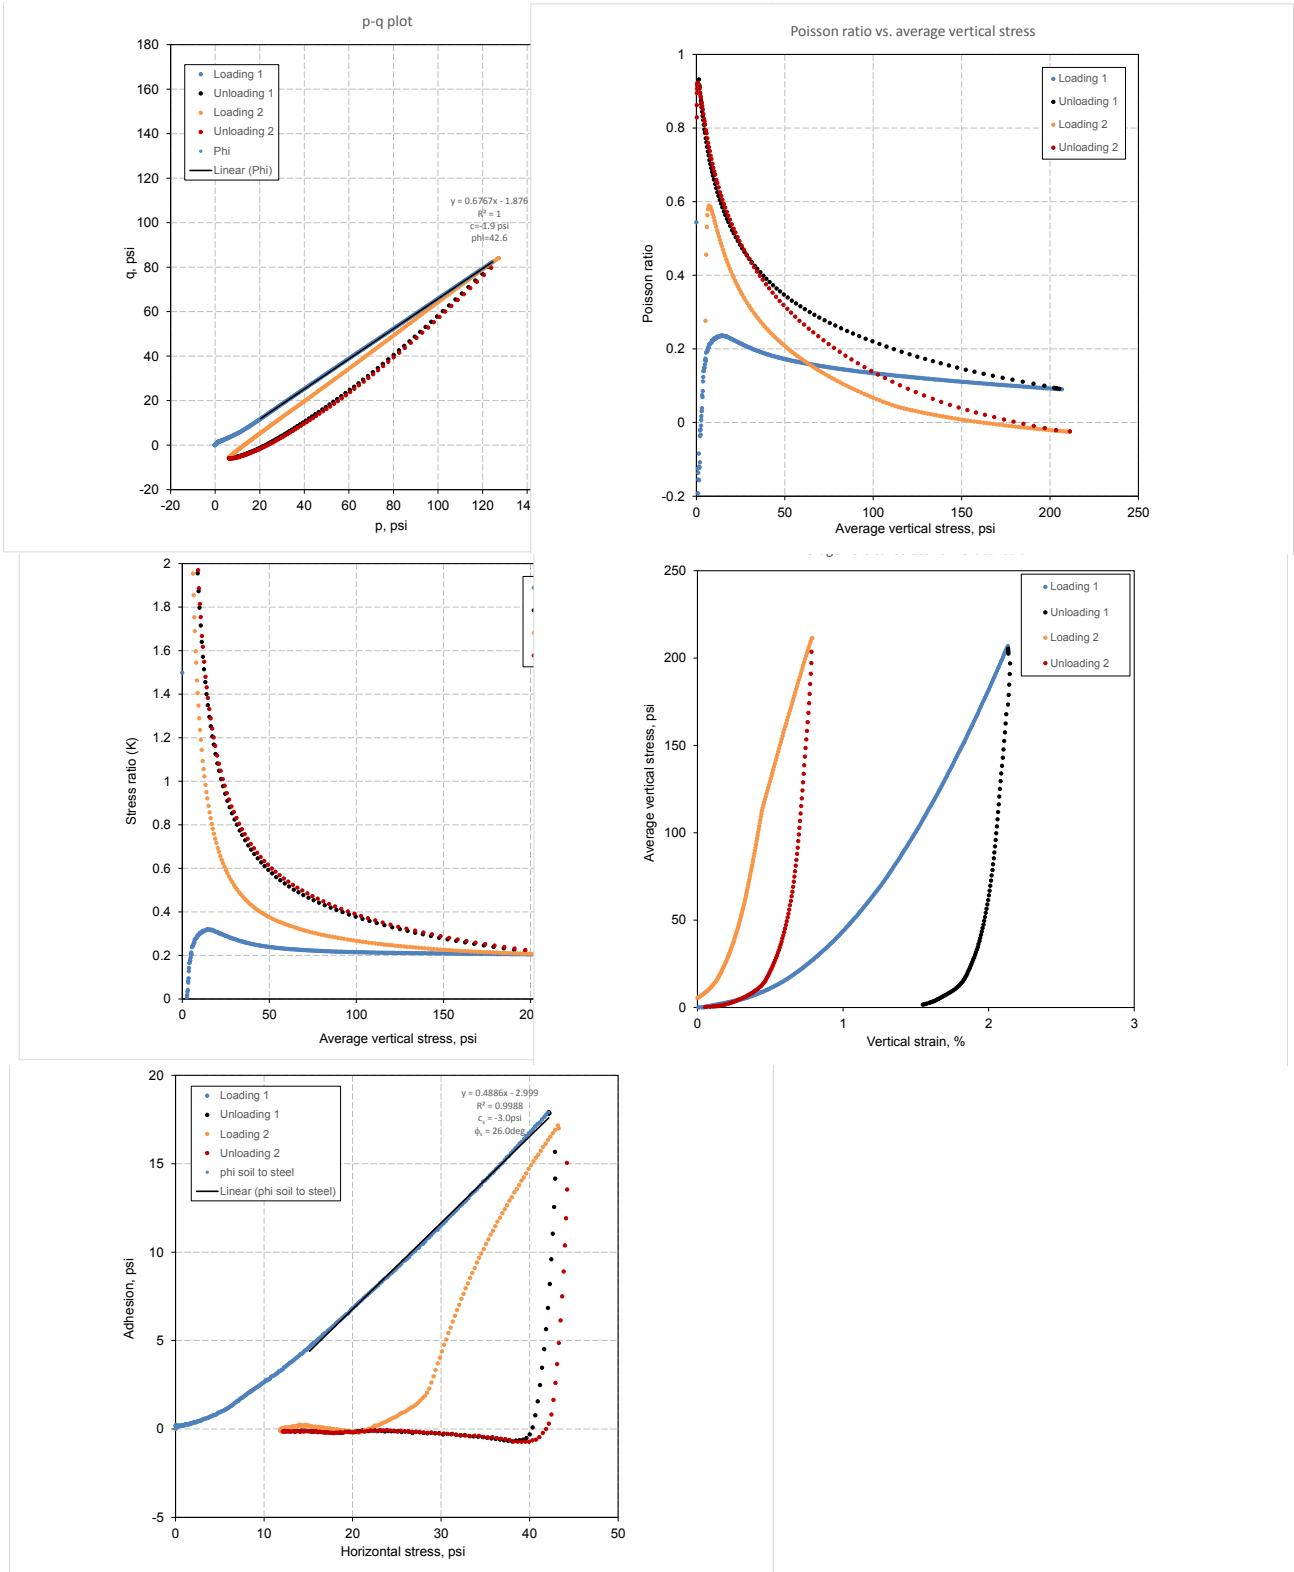 p-q plot
180
160
140
120
100
80
60
40
20
0
-20
-20 0 20 40 60 80 100 120 14
q, psi
p, psi
Loading 1
Unloading 1
Loading 2
Unloading 2
Phi
Linear (Phi)
y = 0.6767x - 1.876
R² = 1
c=-1.9 psi
phi=42.6
Poisson ratio vs. average vertical stress
1
0.8
0.6
0.4
0.2
0
-0.2
0 50 100 150 200 250
Poisson ratio
Average vertical stress, psi
Loading 1
Unloading 1
Loading 2
Unloading 2
2
1.8
1.6
1.4
1.2
1
0.8
0.6
0.4
0.2
0
0 50 100 150 200
Stress ratio (K)
Average vertical stress, psi
250
200
150
100
50
0
0 1 2 3
Average vertical stress, psi
Vertical strain, %
Loading 1
Unloading 1
Loading 2
Unloading 2
20
15
10
5
0
-5
0 10 20 30 40 50
Adhesion, psi
Horizontal stress, psi
Loading 1
Unloading 1
Loading 2
Unloading 2
phi soil to steel
Linear (phi soil to steel)
y = 0.4886x - 2.999
R² = 0.9988
cₛ = -3.0psi
ϕₛ = 26.0deg